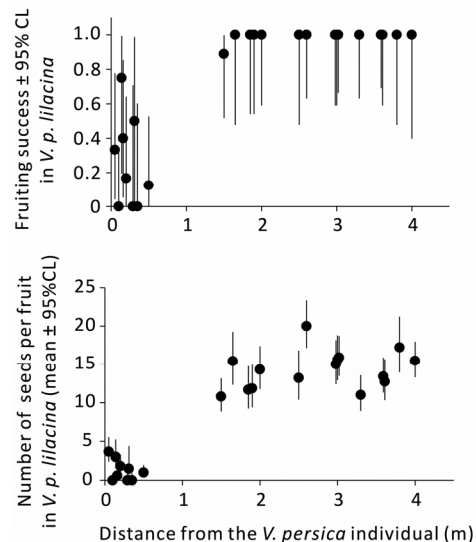 Fruiting success ± 95% CL
in V. p. lilacina
1.0
0.8
0.6
0.4
0.2
0
0 1 2 3 4
Number of seeds per fruit
in V. p. lilacina (mean ± 95%CL)
25
20
15
10
5
0
0 1 2 3 4
Distance from the V. persica individual (m)